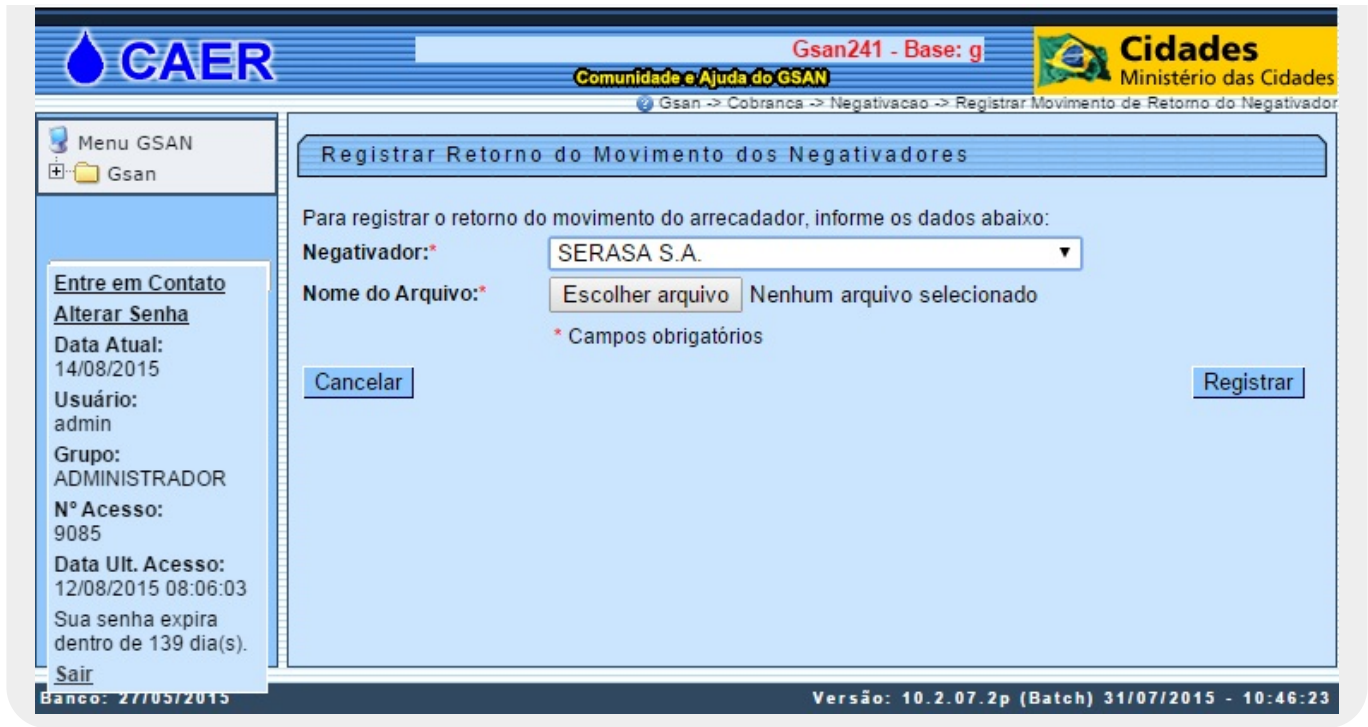 CAER
Gsan241 - Base: g
Comunidade e Ajuda do GSAN
Cidades
Ministério das Cidades
Gsan -> Cobranca -> Negativacao -> Registrar Movimento de Retorno do Negativador
Menu GSAN
Gsan
Entre em Contato
Alterar Senha
Data Atual:
14/08/2015
Usuário:
admin
Grupo:
ADMINISTRADOR
Nº Acesso:
9085
Data Ult. Acesso:
12/08/2015 08:06:03
Sua senha expira
dentro de 139 dia(s).
Sair
Registrar Retorno do Movimento dos Negativadores
Para registrar o retorno do movimento do arrecadador, informe os dados abaixo:
Negativador:* SERASA S.A.
Nome do Arquivo:* Escolher arquivo Nenhum arquivo selecionado
* Campos obrigatórios
Cancelar Registrar
Banco: 27/05/2015 Versão: 10.2.07.2p (Batch) 31/07/2015 - 10:46:23